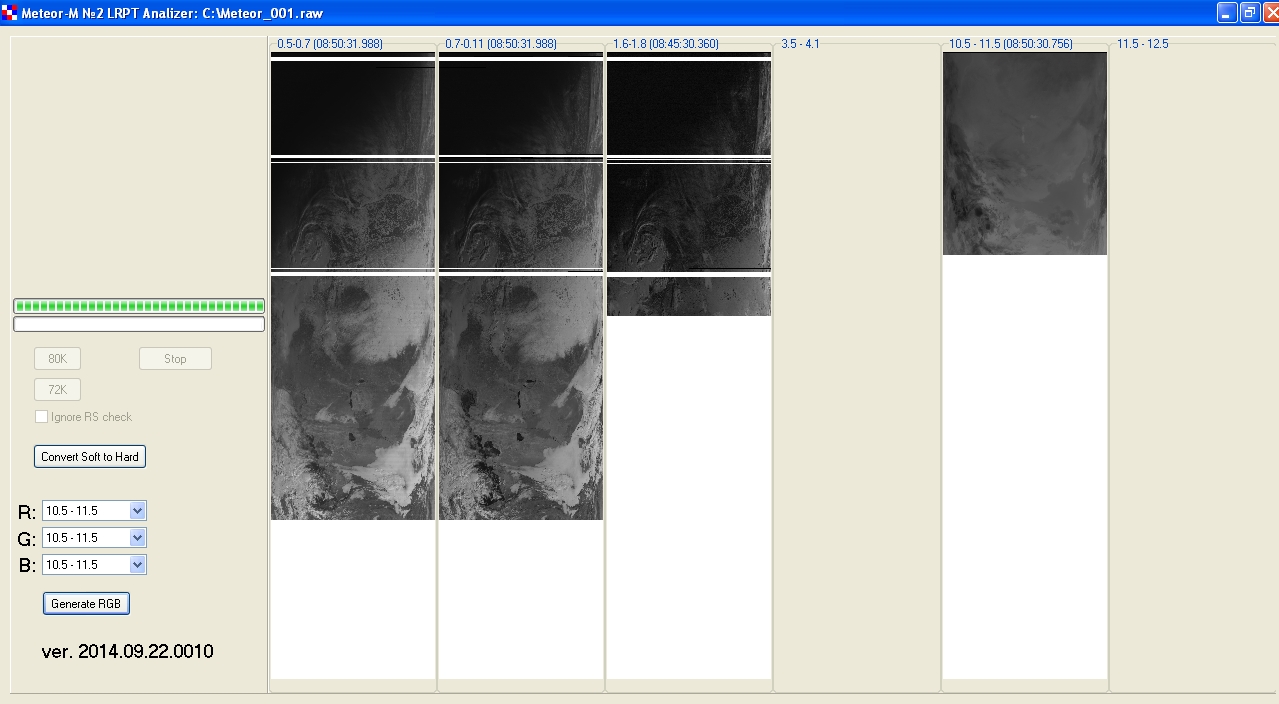 Meteor-M №2 LRPT Analizer: C:\Meteor_001.raw
0.5-0.7 (08:50:31.988)
0.7-0.11 (08:50:31.988)
1.6-1.8 (08:45:30.360)
3.5 - 4.1
10.5 - 11.5 (08:50:30.756)
11.5 - 12.5
80K
Stop
72K
Ignore RS check
Convert Soft to Hard
R: 10.5 - 11.5
G: 10.5 - 11.5
B: 10.5 - 11.5
Generate RGB
ver. 2014.09.22.0010